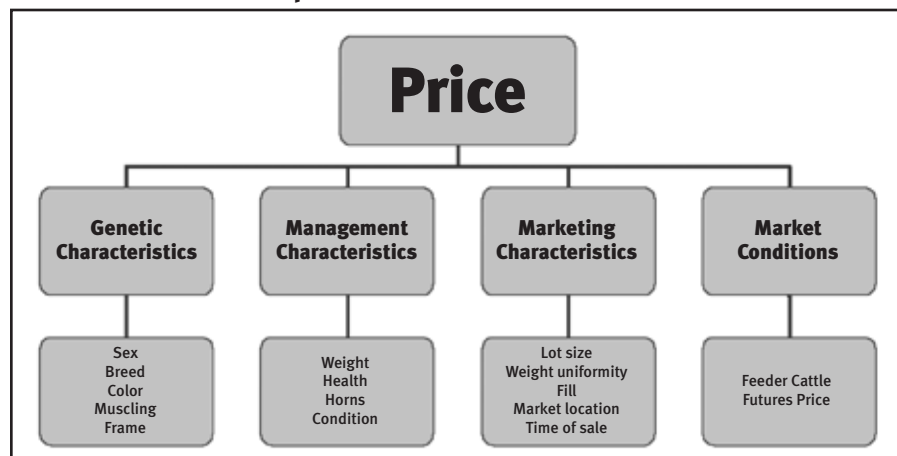 Price
Genetic
Characteristics
Management
Characteristics
Marketing
Characteristics
Market
Conditions
Sex
Breed
Color
Muscling
Frame
Weight
Health
Horns
Condition
Lot size
Weight uniformity
Fill
Market location
Time of sale
Feeder Cattle
Futures Price